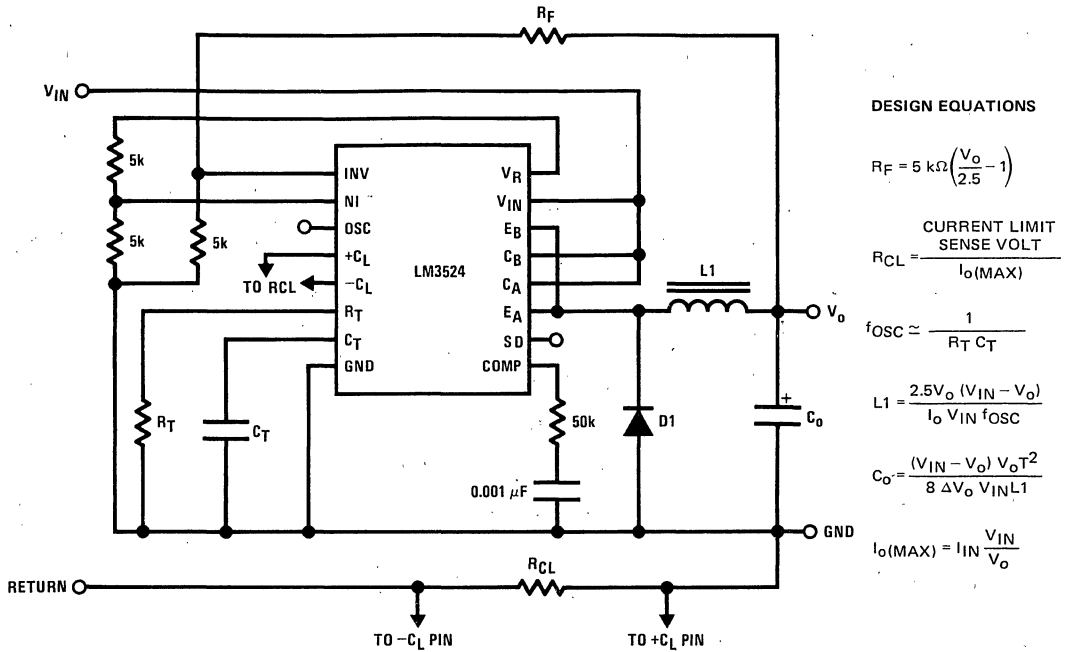 RF
VIN
5k
5k
5k
INV
NI
OSC
+CL
−CL
RT
CT
GND
LM3524
VR
VIN
EB
CB
CA
EA
SD
COMP
TO RCL
L1
Vo
RT
CT
50k
0.001 μF
D1
+
Co
GND
RETURN
RCL
TO −CL PIN
TO +CL PIN
DESIGN EQUATIONS
RF = 5 kΩ(Vo/2.5 − 1)
RCL = CURRENT LIMIT SENSE VOLT/Io(MAX)
fOSC ≃ 1/RT CT
L1 = 2.5Vo (VIN − Vo)/Io VIN fOSC
Co = (VIN − Vo) VoT²/8 ΔVo VINL1
Io(MAX) = IIN VIN/Vo